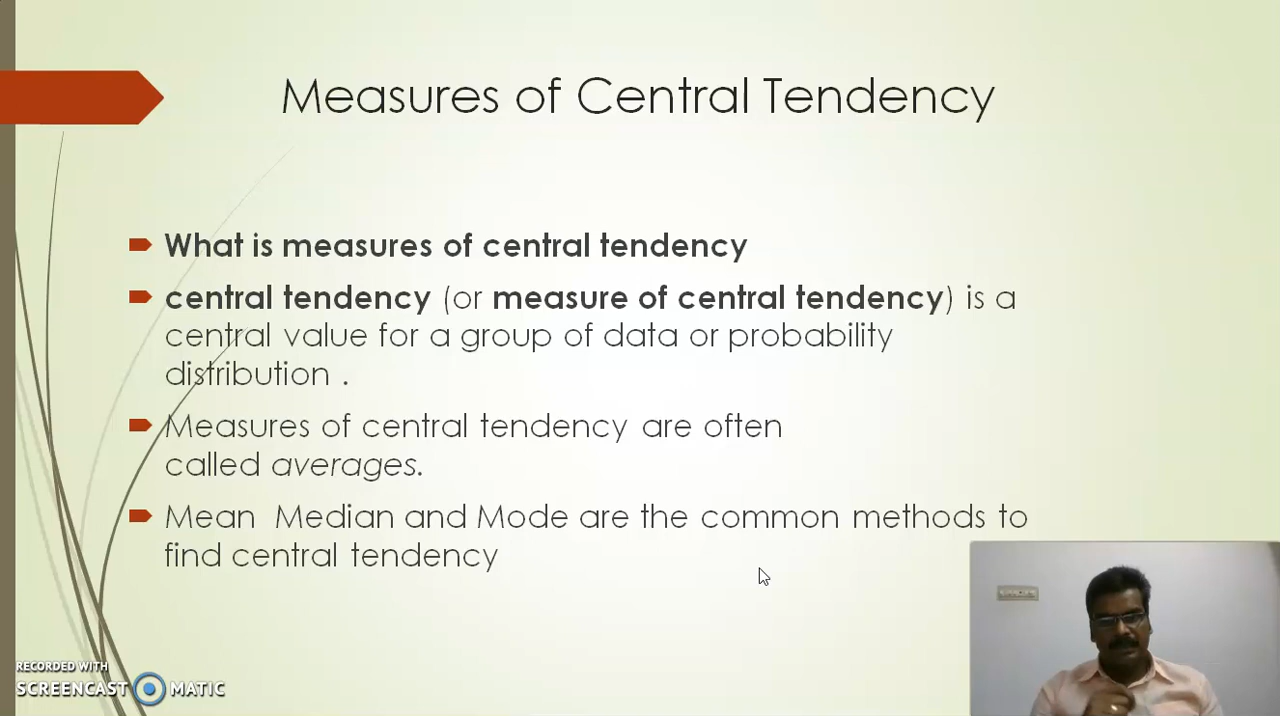 Measures of Central Tendency
What is measures of central tendency
central tendency (or measure of central tendency) is a
central value for a group of data or probability
distribution .
Measures of central tendency are often
called averages.
Mean  Median and Mode are the common methods to
find central tendency
RECORDED WITH
SCREENCAST MATIC